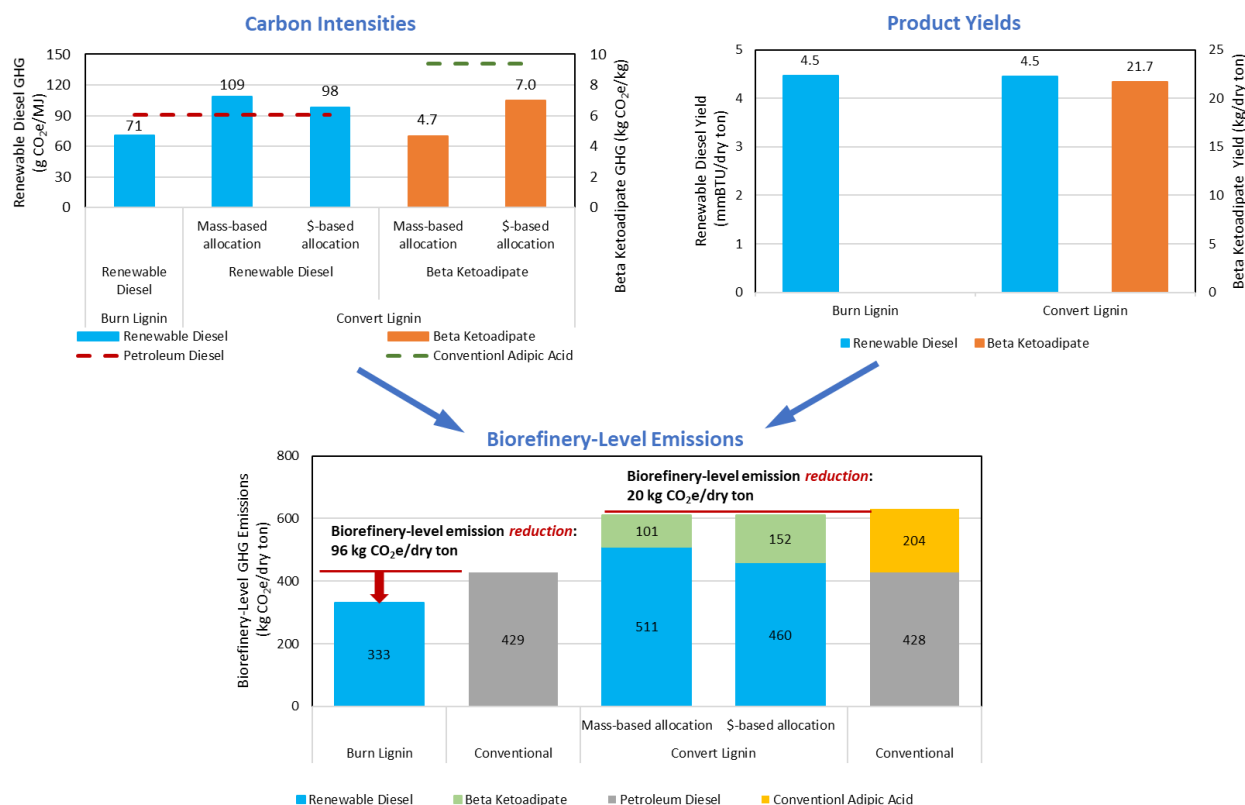 Carbon Intensities
Renewable Diesel GHG
(g CO₂e/MJ)
150
120
90
60
30
0
71
109
98
4.7
7.0
10
8
6
4
2
0
Beta Ketoadipate GHG (kg CO₂e/kg)
Mass-based
allocation
$-based
allocation
Mass-based
allocation
$-based
allocation
Renewable
Diesel
Renewable Diesel
Beta Ketoadipate
Burn Lignin
Convert Lignin
Renewable Diesel
Beta Ketoadipate
Petroleum Diesel
Conventionl Adipic Acid
Product Yields
Renewable Diesel Yield
(mmBTU/dry ton)
5
4
3
2
1
0
4.5
4.5
21.7
25
20
15
10
5
0
Beta Ketoadipate Yield (kg/dry ton)
Burn Lignin
Convert Lignin
Renewable Diesel
Beta Ketoadipate
Biorefinery-Level Emissions
Biorefinery-Level GHG Emissions
(kg CO₂e/dry ton)
800
600
400
200
0
Biorefinery-level emission reduction:
96 kg CO₂e/dry ton
Biorefinery-level emission reduction:
20 kg CO₂e/dry ton
333
429
101
511
152
460
204
428
Mass-based allocation
$-based allocation
Burn Lignin
Conventional
Convert Lignin
Conventional
Renewable Diesel
Beta Ketoadipate
Petroleum Diesel
Conventionl Adipic Acid